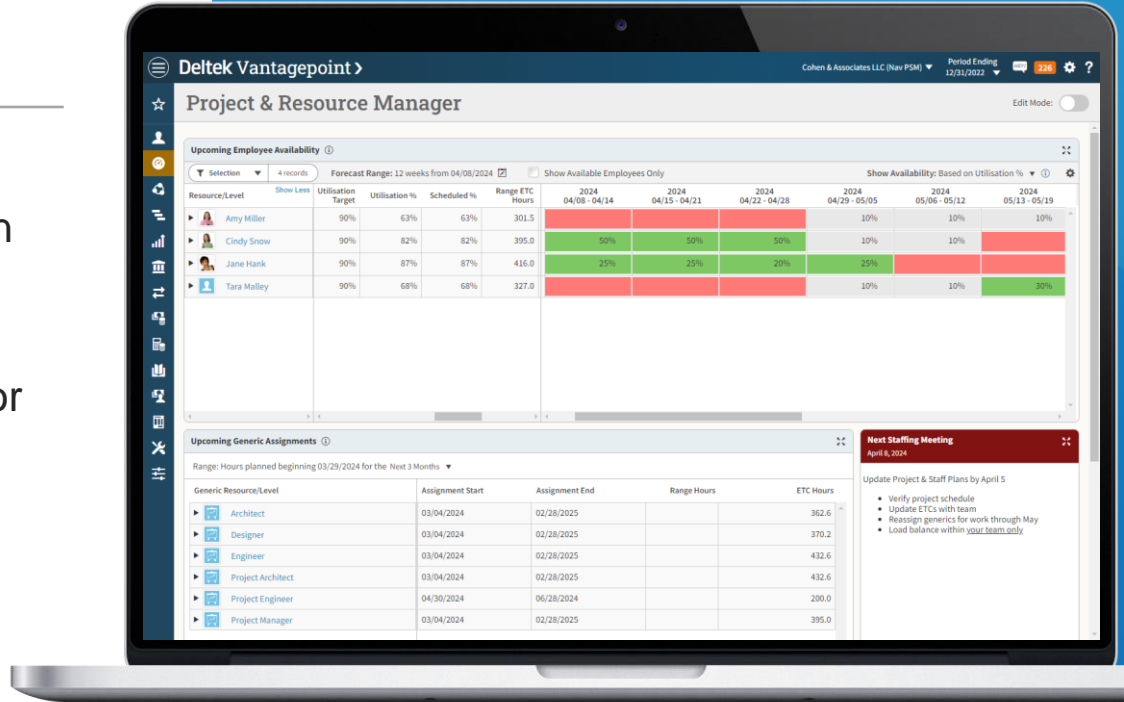 Deltek Vantagepoint >
Cohen & Associates LLC (Nav PSM) ▼
Period Ending
12/31/2022 ▼
HEY!
226
?
Project & Resource Manager
Edit Mode:
n
or
Upcoming Employee Availability
Selection ▼ 4 records Forecast Range: 12 weeks from 04/08/2024 Show Available Employees Only Show Availability: Based on Utilisation % ▼
Resource/Level Show Less Utilisation Target Utilisation % Scheduled % Range ETC Hours 2024 04/08 - 04/14 2024 04/15 - 04/21 2024 04/22 - 04/28 2024 04/29 - 05/05 2024 05/06 - 05/12 2024 05/13 - 05/19
Amy Miller 90% 63% 63% 301.5 10% 10% 10%
Cindy Snow 90% 82% 82% 395.0 50% 50% 50% 10% 10%
Jane Hank 90% 87% 87% 416.0 25% 25% 20% 25%
Tara Malley 90% 68% 68% 327.0 10% 10% 30%
Upcoming Generic Assignments
Range: Hours planned beginning 03/29/2024 for the Next 3 Months ▼
Generic Resource/Level Assignment Start Assignment End Range Hours ETC Hours
Architect 03/04/2024 02/28/2025 362.6
Designer 03/04/2024 02/28/2025 370.2
Engineer 03/04/2024 02/28/2025 432.6
Project Architect 03/04/2024 02/28/2025 432.6
Project Engineer 04/30/2024 06/28/2024 200.0
Project Manager 03/04/2024 02/28/2025 395.0
Next Staffing Meeting
April 8, 2024
Update Project & Staff Plans by April 5
• Verify project schedule
• Update ETCs with team
• Reassign generics for work through May
• Load balance within your team only